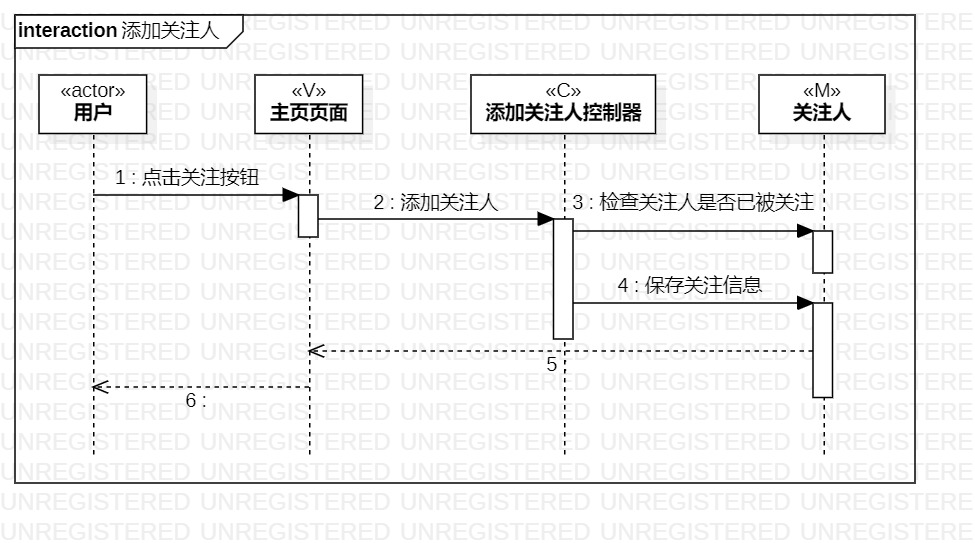 interaction 添加关注人
«actor»
用户
«V»
主页页面
«C»
添加关注人控制器
«M»
关注人
1 : 点击关注按钮
2 : 添加关注人
3 : 检查关注人是否已被关注
4 : 保存关注信息
5
6 :
UNREGISTERED UNREGISTERED UNREGISTERED UNREGISTERED UNREGISTERED